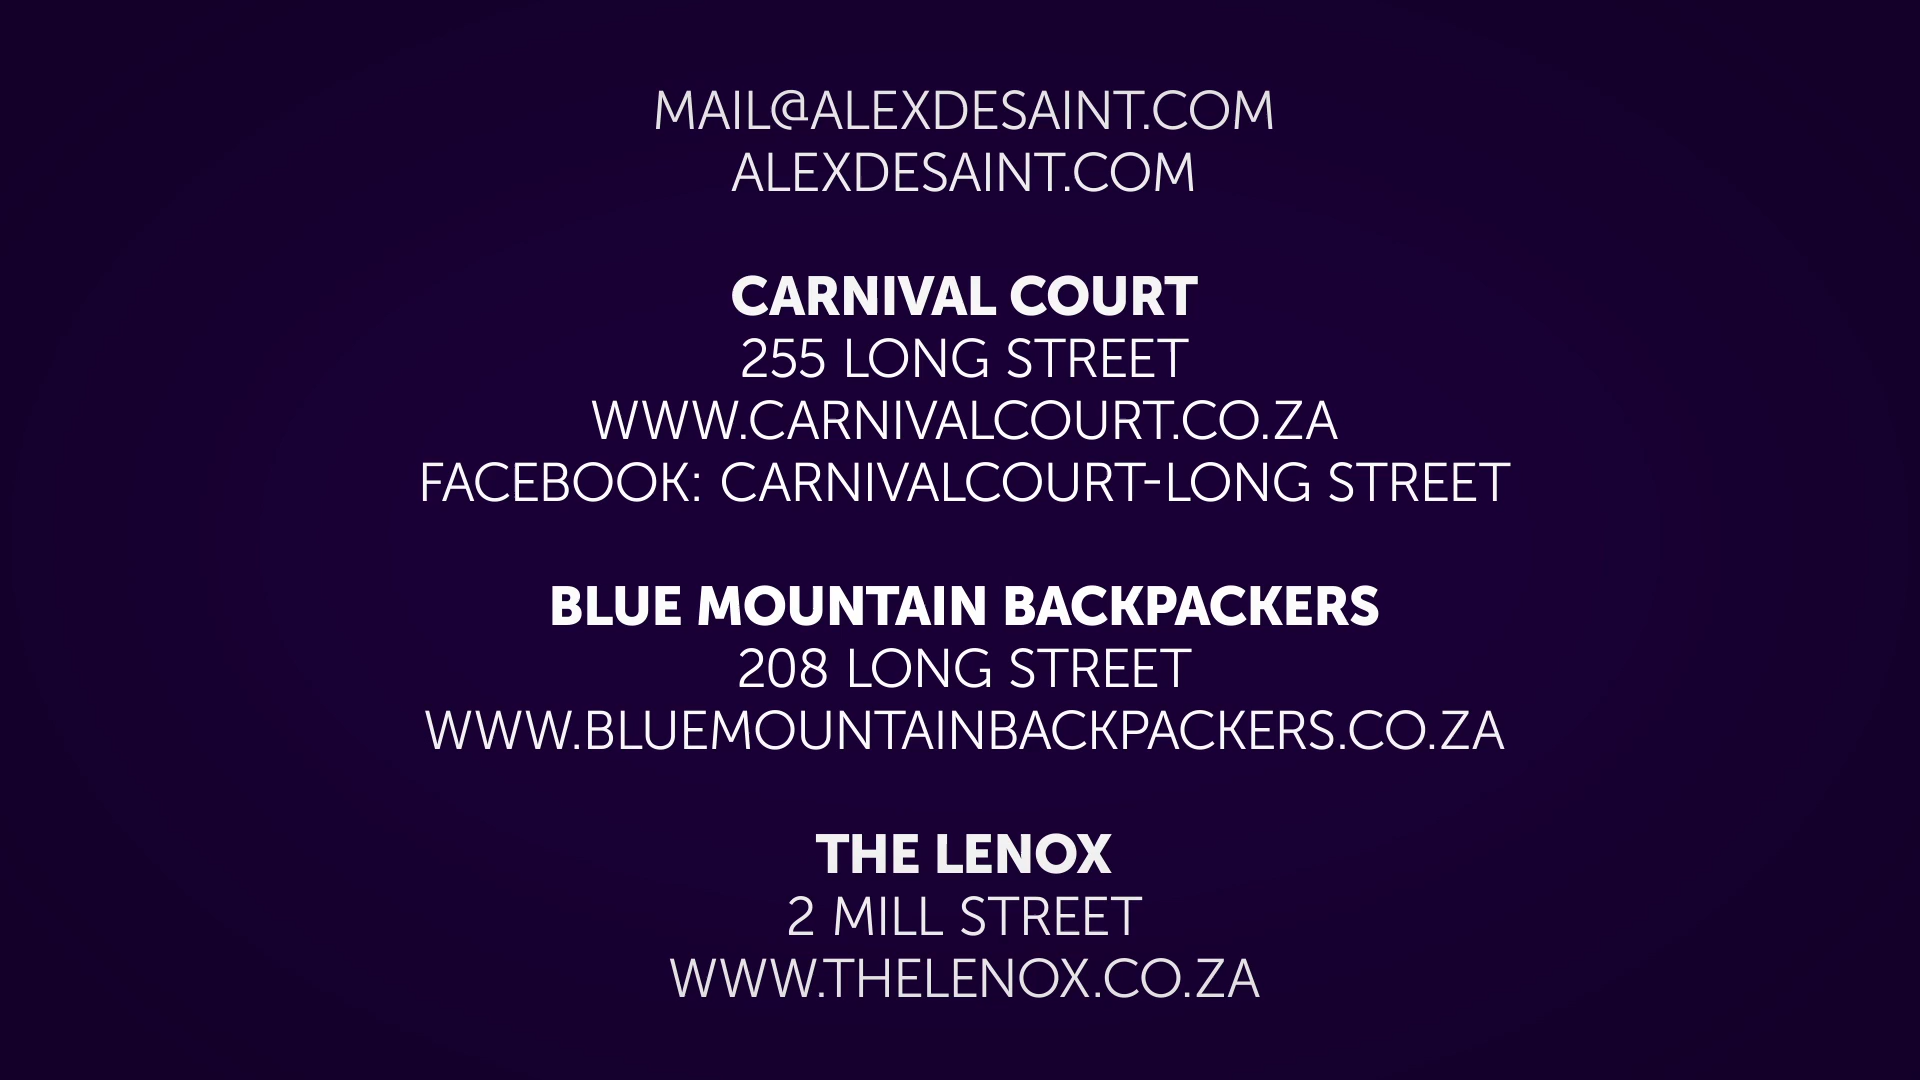 MAIL@ALEXDESAINT.COM
ALEXDESAINT.COM
CARNIVAL COURT
255 LONG STREET
WWW.CARNIVALCOURT.CO.ZA
FACEBOOK: CARNIVALCOURT-LONG STREET
BLUE MOUNTAIN BACKPACKERS
208 LONG STREET
WWW.BLUEMOUNTAINBACKPACKERS.CO.ZA
THE LENOX
2 MILL STREET
WWW.THELENOX.CO.ZA